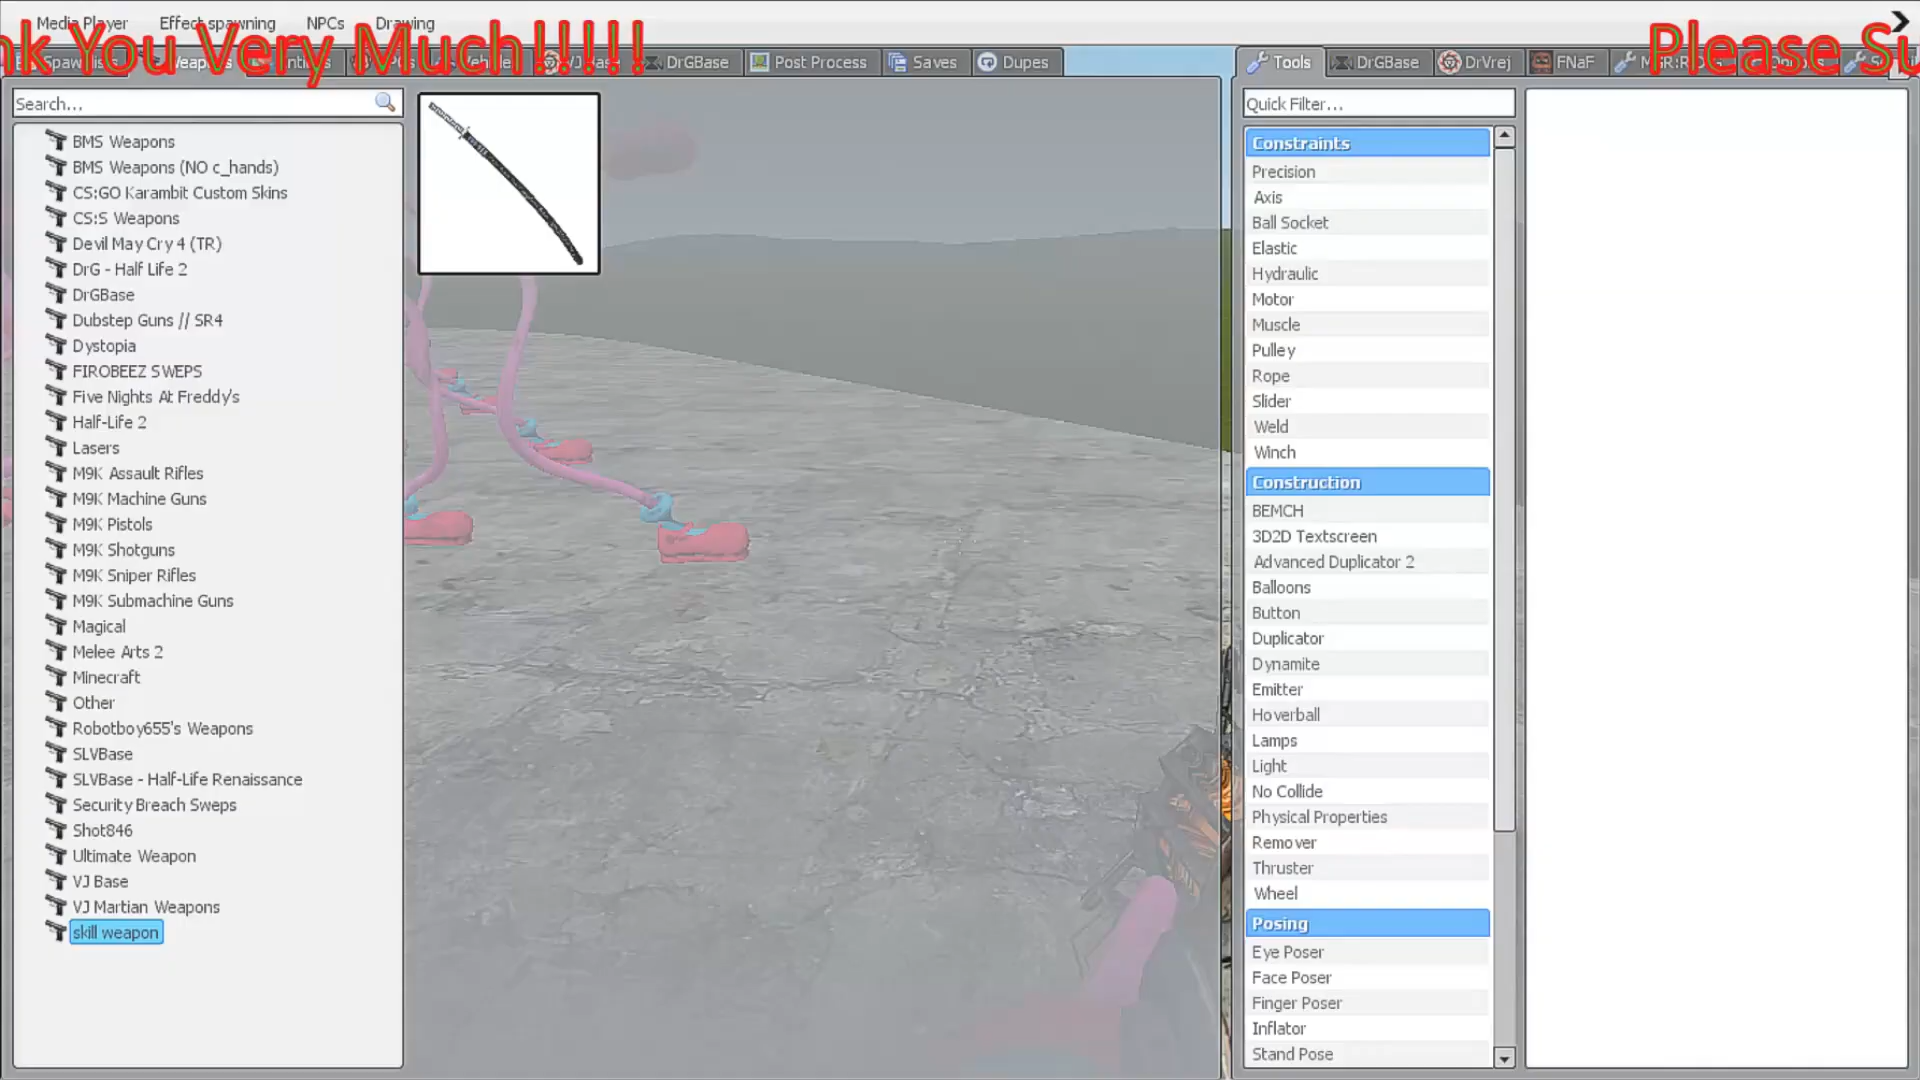 Media Player Effect spawning NPCs Drawing
nk You Very Much!!!!!
Please Su
Weapons DrGBase Post Process Saves Dupes
Tools DrGBase DrVrej FNaF
Search...
BMS Weapons
BMS Weapons (NO c_hands)
CS:GO Karambit Custom Skins
CS:S Weapons
Devil May Cry 4 (TR)
DrG - Half Life 2
DrGBase
Dubstep Guns // SR4
Dystopia
FIROBEEZ SWEPS
Five Nights At Freddy's
Half-Life 2
Lasers
M9K Assault Rifles
M9K Machine Guns
M9K Pistols
M9K Shotguns
M9K Sniper Rifles
M9K Submachine Guns
Magical
Melee Arts 2
Minecraft
Other
Robotboy655's Weapons
SLVBase
SLVBase - Half-Life Renaissance
Security Breach Sweps
Shot846
Ultimate Weapon
VJ Base
VJ Martian Weapons
skill weapon
Quick Filter...
Constraints
Precision
Axis
Ball Socket
Elastic
Hydraulic
Motor
Muscle
Pulley
Rope
Slider
Weld
Winch
Construction
BEMCH
3D2D Textscreen
Advanced Duplicator 2
Balloons
Button
Duplicator
Dynamite
Emitter
Hoverball
Lamps
Light
No Collide
Physical Properties
Remover
Thruster
Wheel
Posing
Eye Poser
Face Poser
Finger Poser
Inflator
Stand Pose